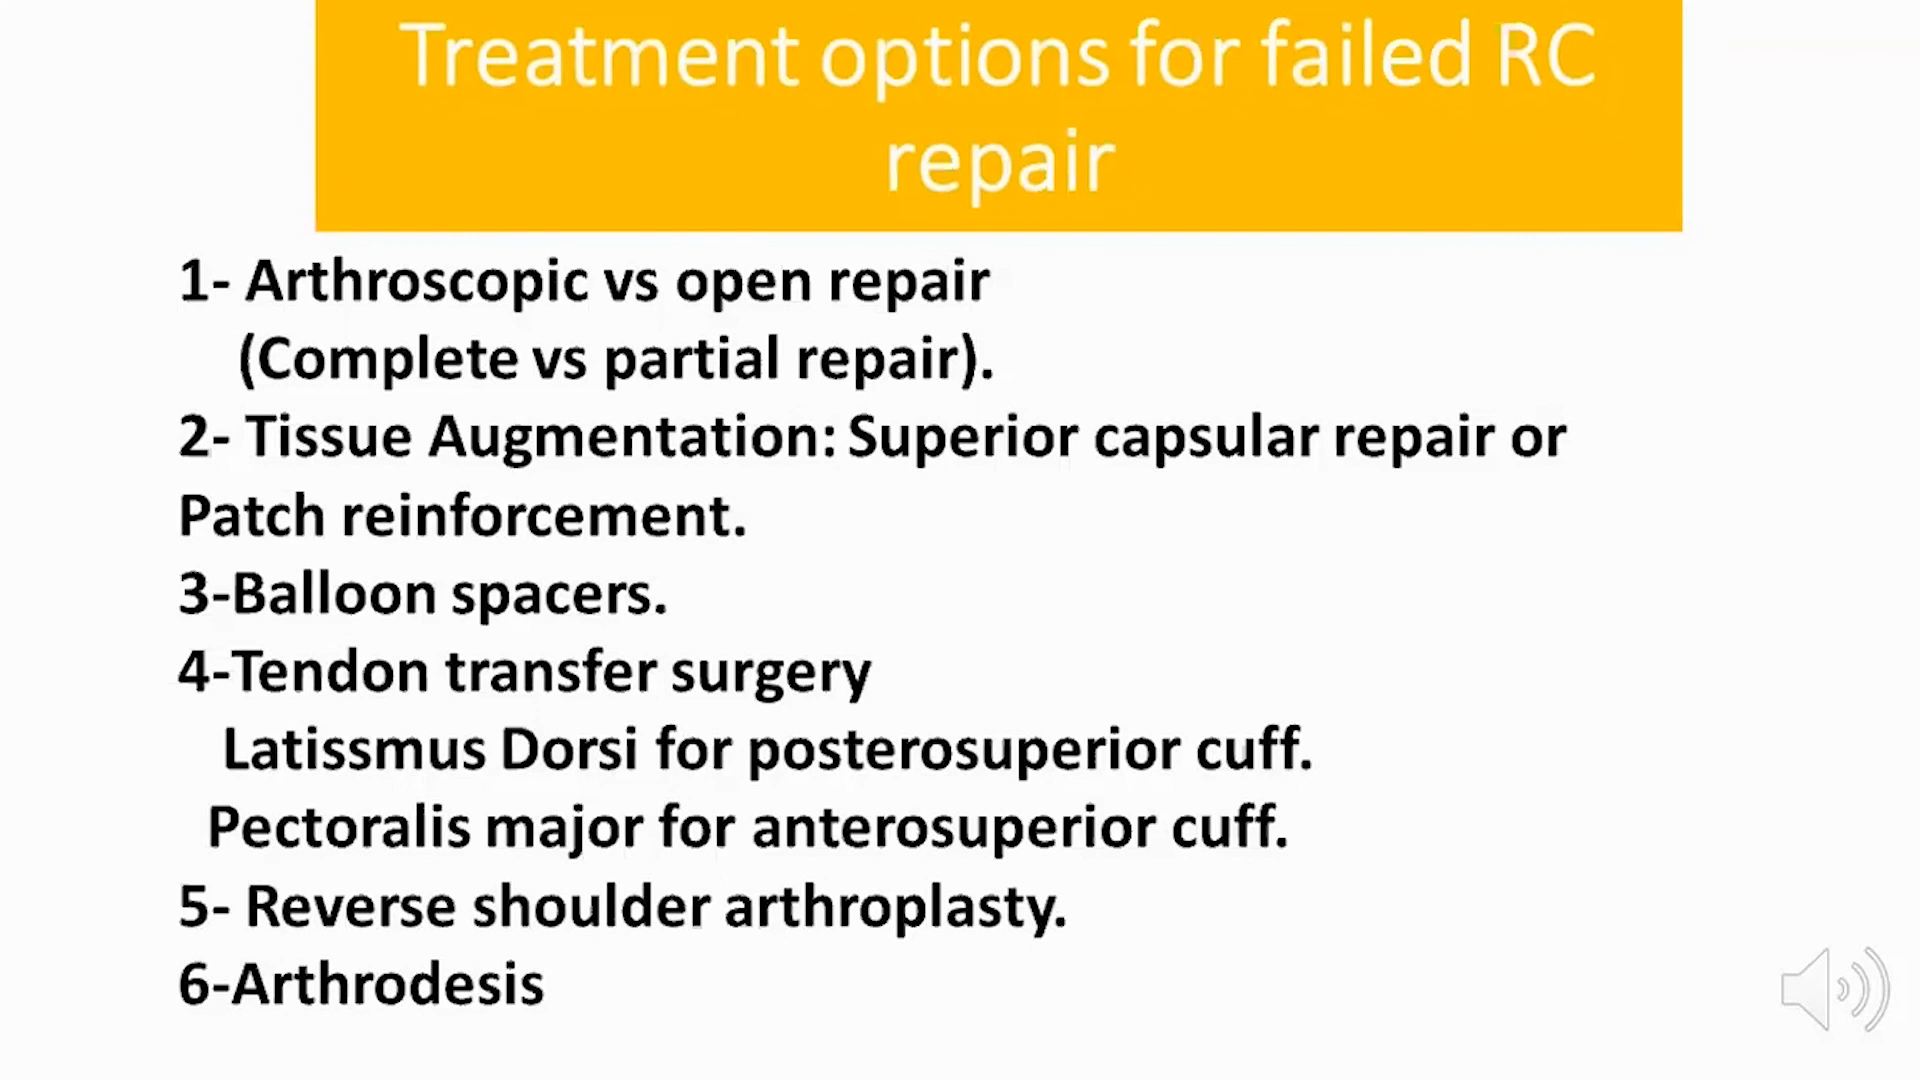 Treatment options for failed RC
repair
1- Arthroscopic vs open repair
(Complete vs partial repair).
2- Tissue Augmentation: Superior capsular repair or
Patch reinforcement.
3-Balloon spacers.
4-Tendon transfer surgery
Latissmus Dorsi for posterosuperior cuff.
Pectoralis major for anterosuperior cuff.
5- Reverse shoulder arthroplasty.
6-Arthrodesis